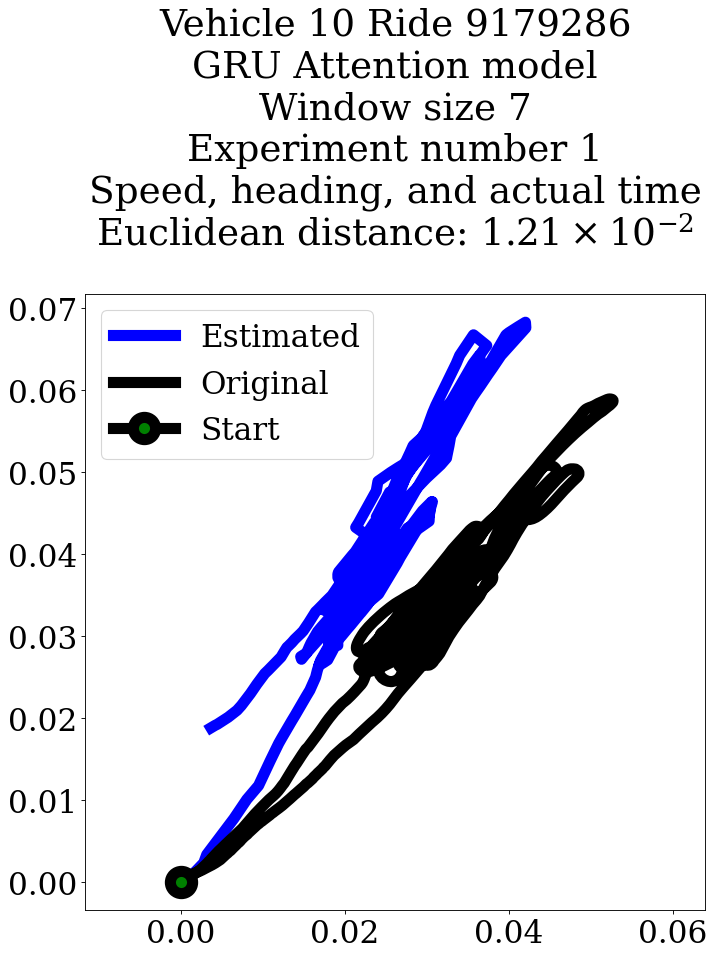 Vehicle 10 Ride 9179286
GRU Attention model
Window size 7
Experiment number 1
Speed, heading, and actual time
Euclidean distance: 1.21 × 10⁻²
0.07
Estimated
0.06
Original
Start
0.05
0.04
0.03
0.02
0.01
0.00
0.00 0.02 0.04 0.06